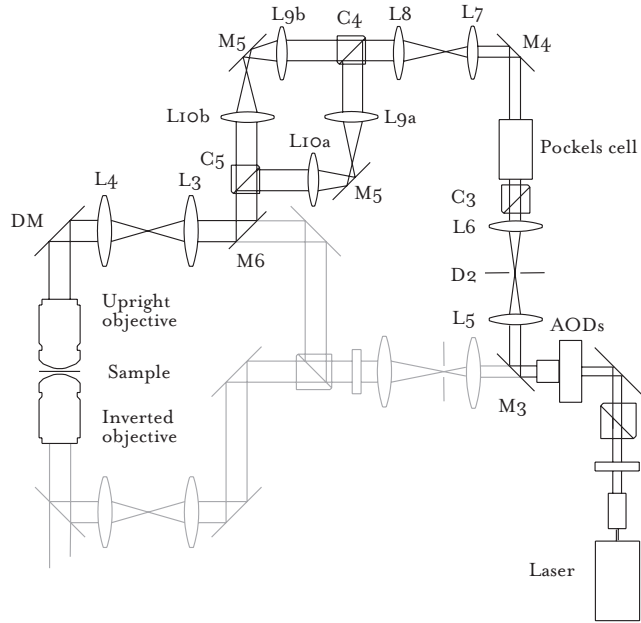 L9b
C4
L8
L7
M5
M4
L10b
L9a
L10a
Pockels cell
C5
M5
C3
L4
L3
L6
DM
M6
D2
Upright
objective
L5
AODs
Sample
M3
Inverted
objective
Laser